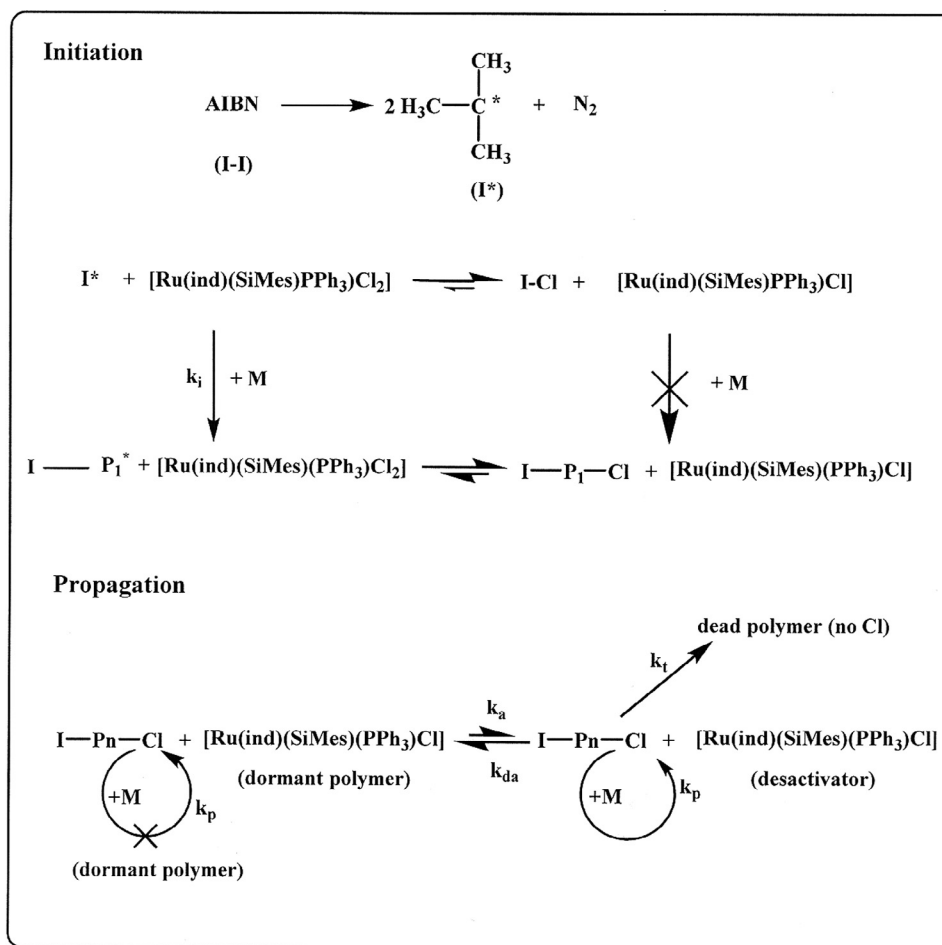 Initiation
CH₃
AIBN 2 H₃C—C* + N₂
CH₃
(I-I)
(I*)
I* + [Ru(ind)(SiMes)PPh₃)Cl₂] I-Cl + [Ru(ind)(SiMes)PPh₃)Cl]
kᵢ + M + M
I — P₁* + [Ru(ind)(SiMes)(PPh₃)Cl₂] I—P₁—Cl + [Ru(ind)(SiMes)(PPh₃)Cl]
Propagation
dead polymer (no Cl)
kₜ
kₐ
I—Pn—Cl + [Ru(ind)(SiMes)(PPh₃)Cl] I—Pn—Cl + [Ru(ind)(SiMes)(PPh₃)Cl]
(dormant polymer) k_da (desactivator)
+M kₚ +M kₚ
(dormant polymer)